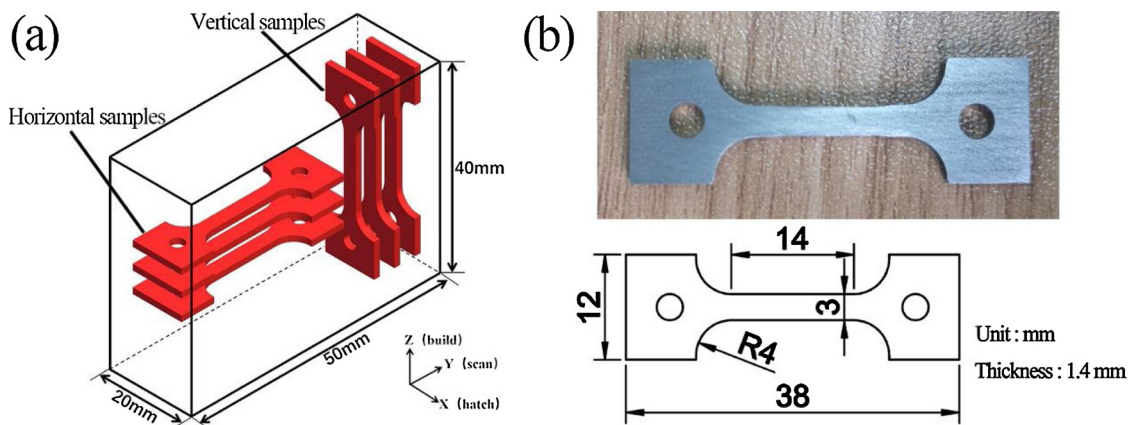 (a)
Vertical samples
Horizontal samples
40mm
50mm
20mm
Z (build)
Y (scan)
X (hatch)
(b)
14
12
3
R4
38
Unit : mm
Thickness : 1.4 mm